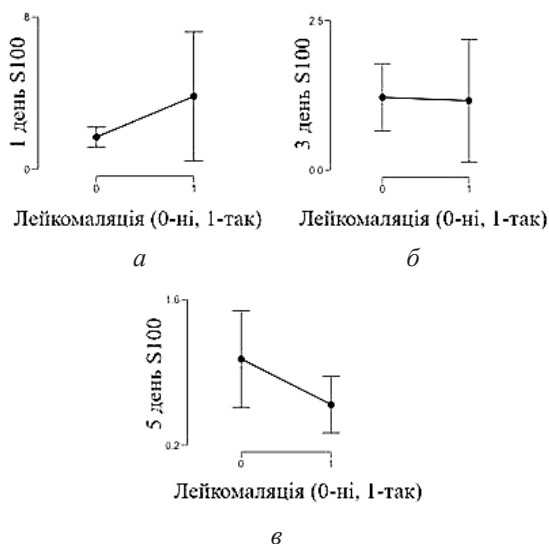 8
1 день S100
0
0 1
Лейкомаляція (0-ні, 1-так)
а
2.5
3 день S100
0.0
0 1
Лейкомаляція (0-ні, 1-так)
б
1.6
5 день S100
0.2
0 1
Лейкомаляція (0-ні, 1-так)
в